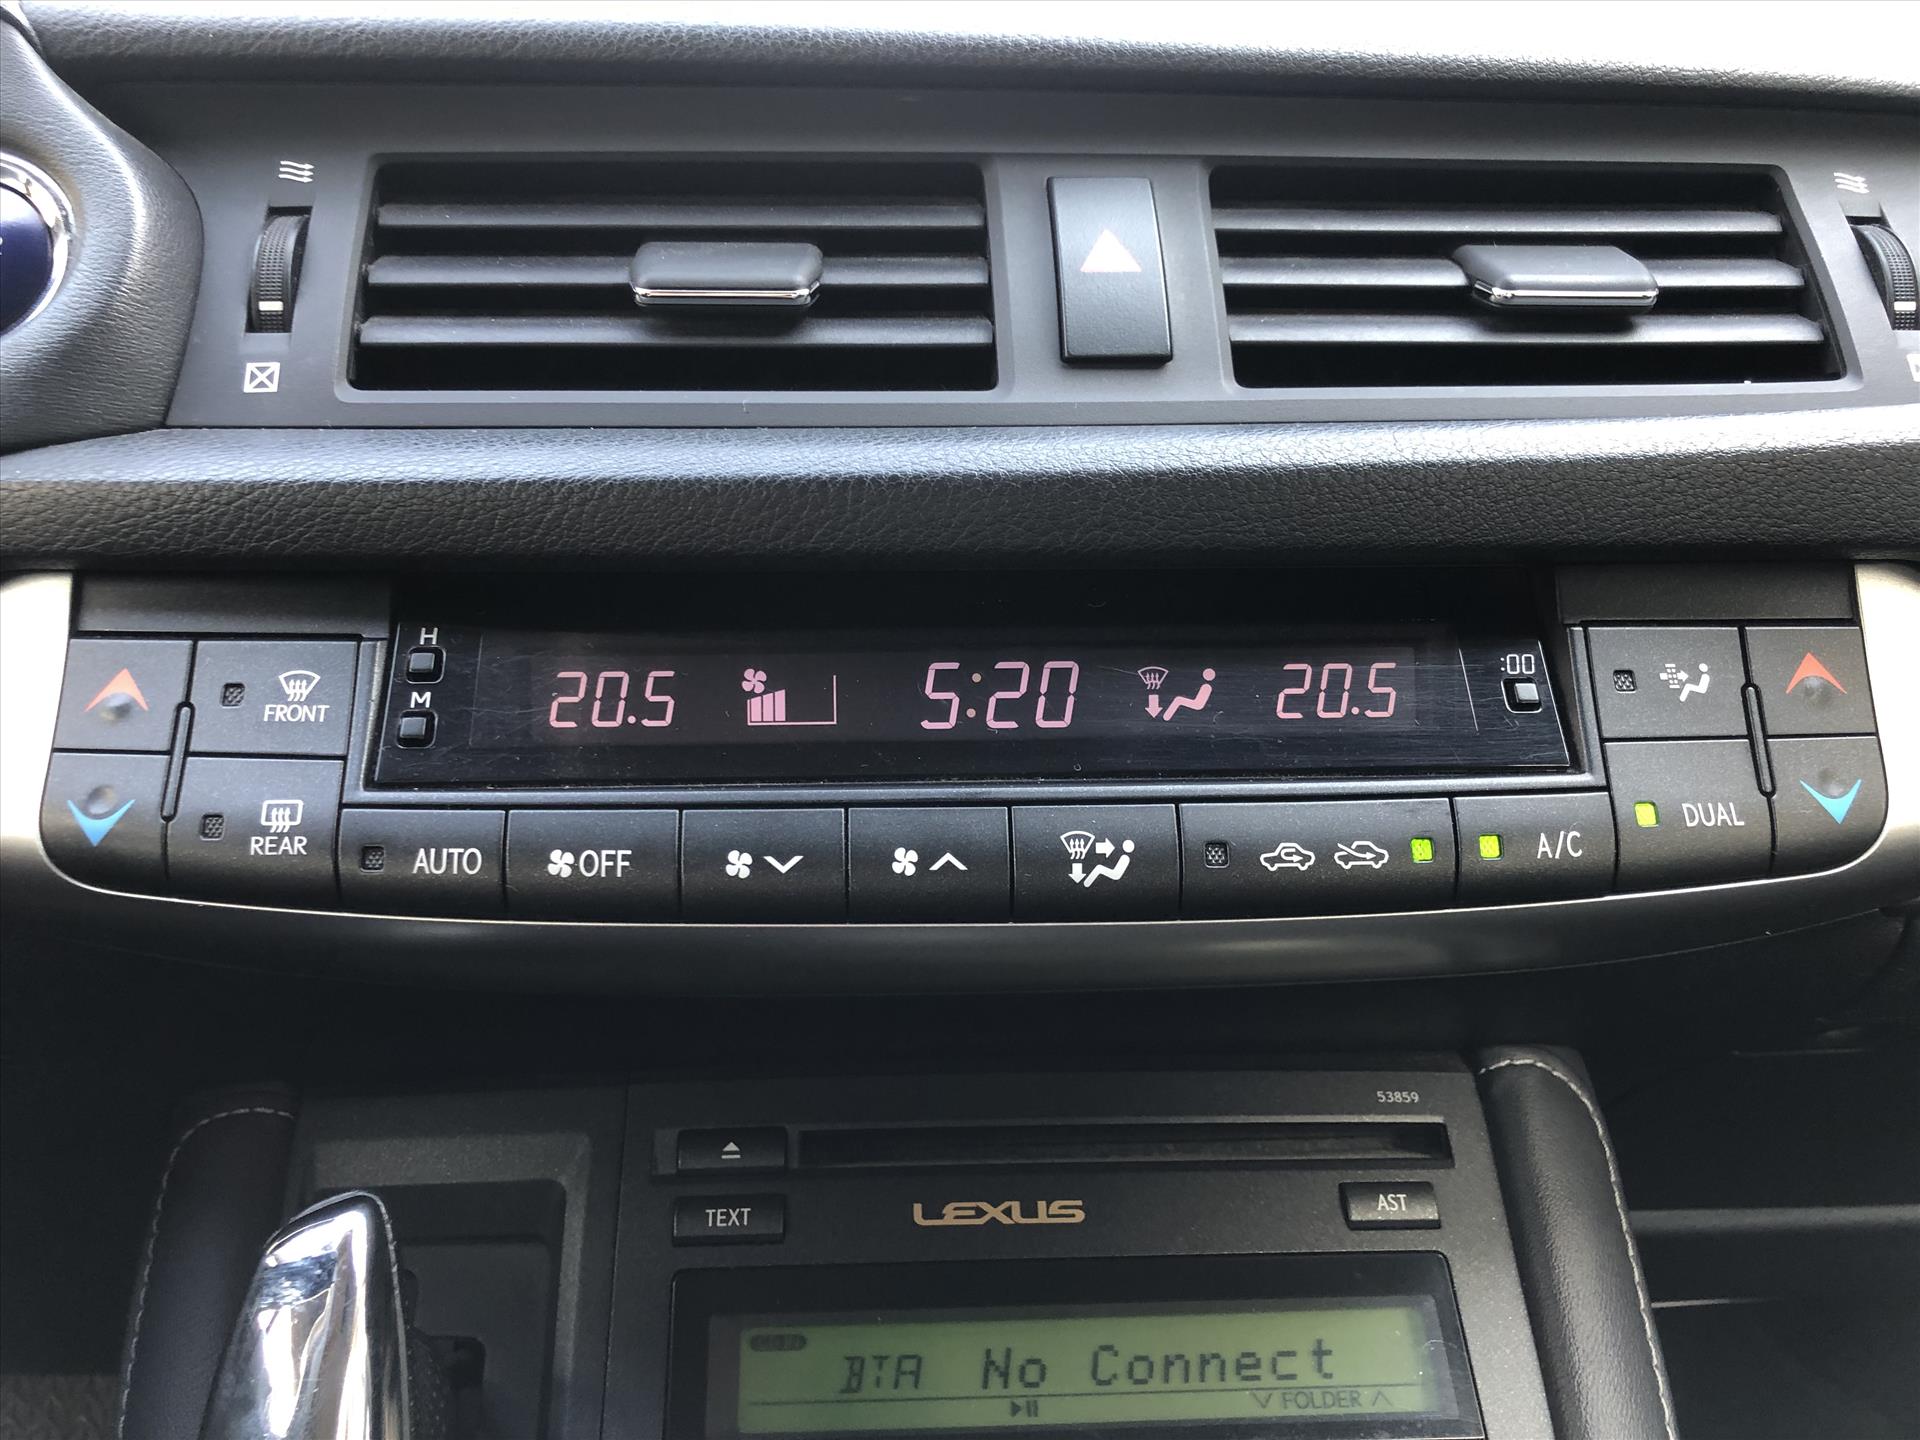 H
M
20.5 5:20 20.5
:00
FRONT
REAR
AUTO OFF A/C DUAL
53859
TEXT LEXUS AST
BTA No Connect
FOLDER